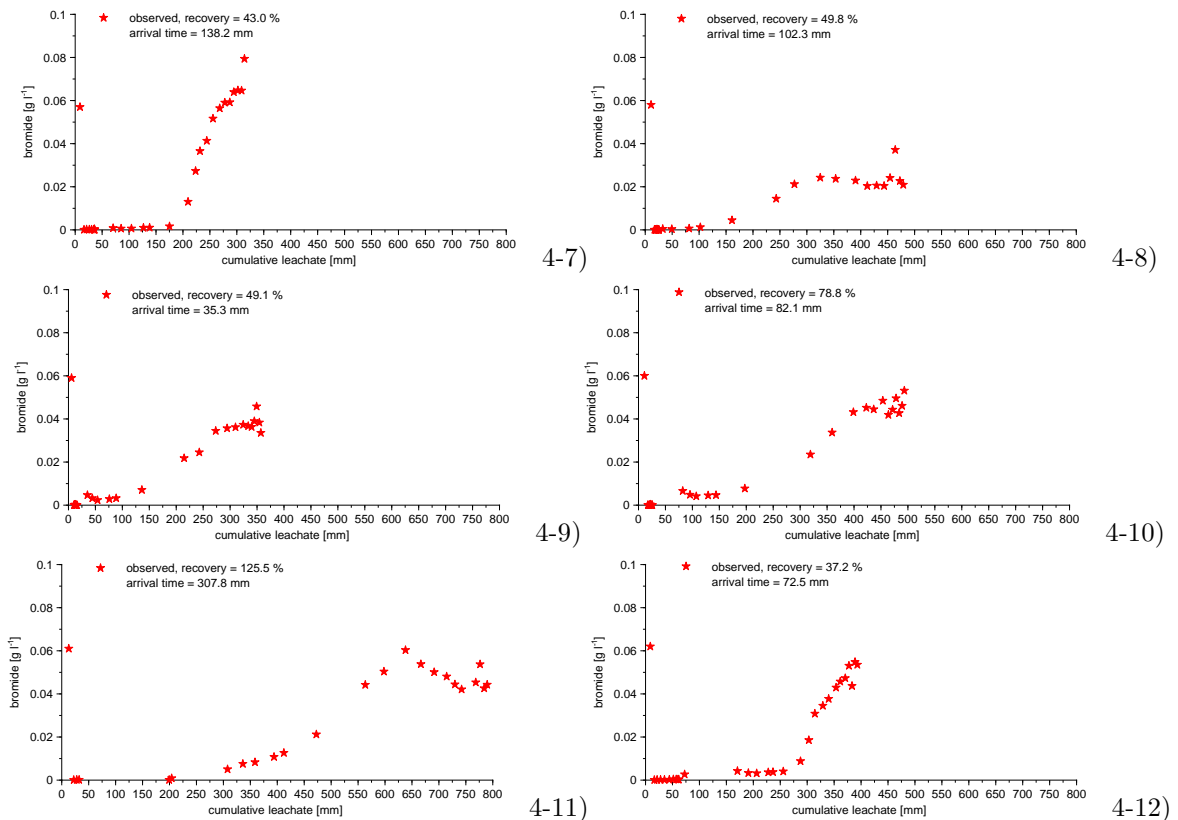 observed, recovery = 43.0 %
arrival time = 138.2 mm
bromide [g l⁻¹]
0.1
0.08
0.06
0.04
0.02
0
0 50 100 150 200 250 300 350 400 450 500 550 600 650 700 750 800
cumulative leachate [mm]
4-7)
observed, recovery = 49.8 %
arrival time = 102.3 mm
bromide [g l⁻¹]
0.1
0.08
0.06
0.04
0.02
0
0 50 100 150 200 250 300 350 400 450 500 550 600 650 700 750 800
cumulative leachate [mm]
4-8)
observed, recovery = 49.1 %
arrival time = 35.3 mm
bromide [g l⁻¹]
0.1
0.08
0.06
0.04
0.02
0
0 50 100 150 200 250 300 350 400 450 500 550 600 650 700 750 800
cumulative leachate [mm]
4-9)
observed, recovery = 78.8 %
arrival time = 82.1 mm
bromide [g l⁻¹]
0.1
0.08
0.06
0.04
0.02
0
0 50 100 150 200 250 300 350 400 450 500 550 600 650 700 750 800
cumulative leachate [mm]
4-10)
observed, recovery = 125.5 %
arrival time = 307.8 mm
bromide [g l⁻¹]
0.1
0.08
0.06
0.04
0.02
0
0 50 100 150 200 250 300 350 400 450 500 550 600 650 700 750 800
cumulative leachate [mm]
4-11)
observed, recovery = 37.2 %
arrival time = 72.5 mm
bromide [g l⁻¹]
0.1
0.08
0.06
0.04
0.02
0
0 50 100 150 200 250 300 350 400 450 500 550 600 650 700 750 800
cumulative leachate [mm]
4-12)